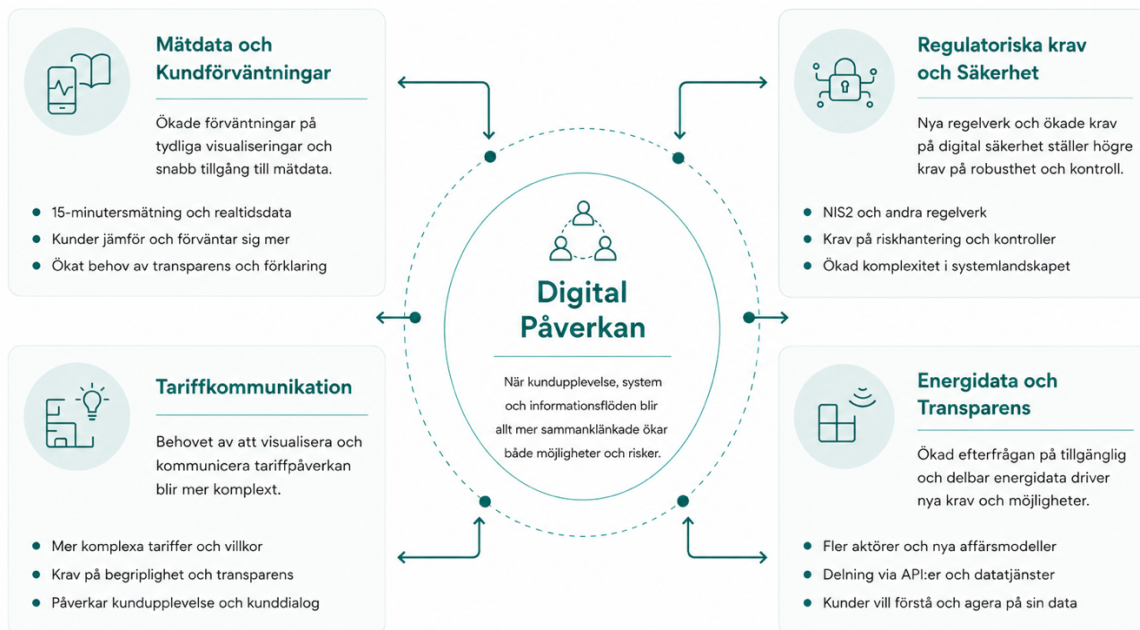 Mätdata och
Kundförväntningar
Ökade förväntningar på
tydliga visualiseringar och
snabb tillgång till mätdata.
15-minutersmätning och realtidsdata
Kunder jämför och förväntar sig mer
Ökat behov av transparens och förklaring
Regulatoriska krav
och Säkerhet
Nya regelverk och ökade krav
på digital säkerhet ställer högre
krav på robusthet och kontroll.
NIS2 och andra regelverk
Krav på riskhantering och kontroller
Ökad komplexitet i systemlandskapet
Digital
Påverkan
När kundupplevelse, system
och informationsflöden blir
allt mer sammanklänkade ökar
både möjligheter och risker.
Tariffkommunikation
Behovet av att visualisera och
kommunicera tariffpåverkan
blir mer komplext.
Mer komplexa tariffer och villkor
Krav på begriplighet och transparens
Påverkar kundupplevelse och kunddialog
Energidata och
Transparens
Ökad efterfrågan på tillgänglig
och delbar energidata driver
nya krav och möjligheter.
Fler aktörer och nya affärsmodeller
Delning via API:er och datatjänster
Kunder vill förstå och agera på sin data